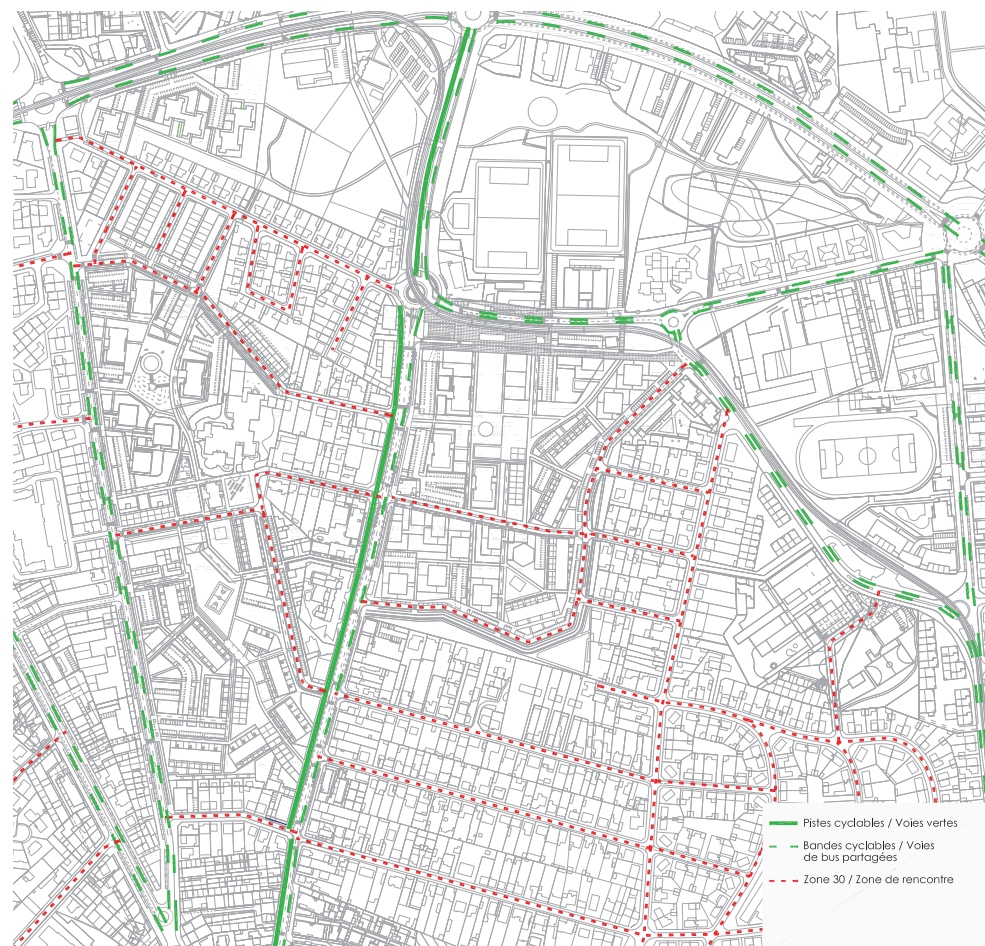 Pistes cyclables / Voies vertes
Bandes cyclables / Voies
de bus partagées
Zone 30 / Zone de rencontre